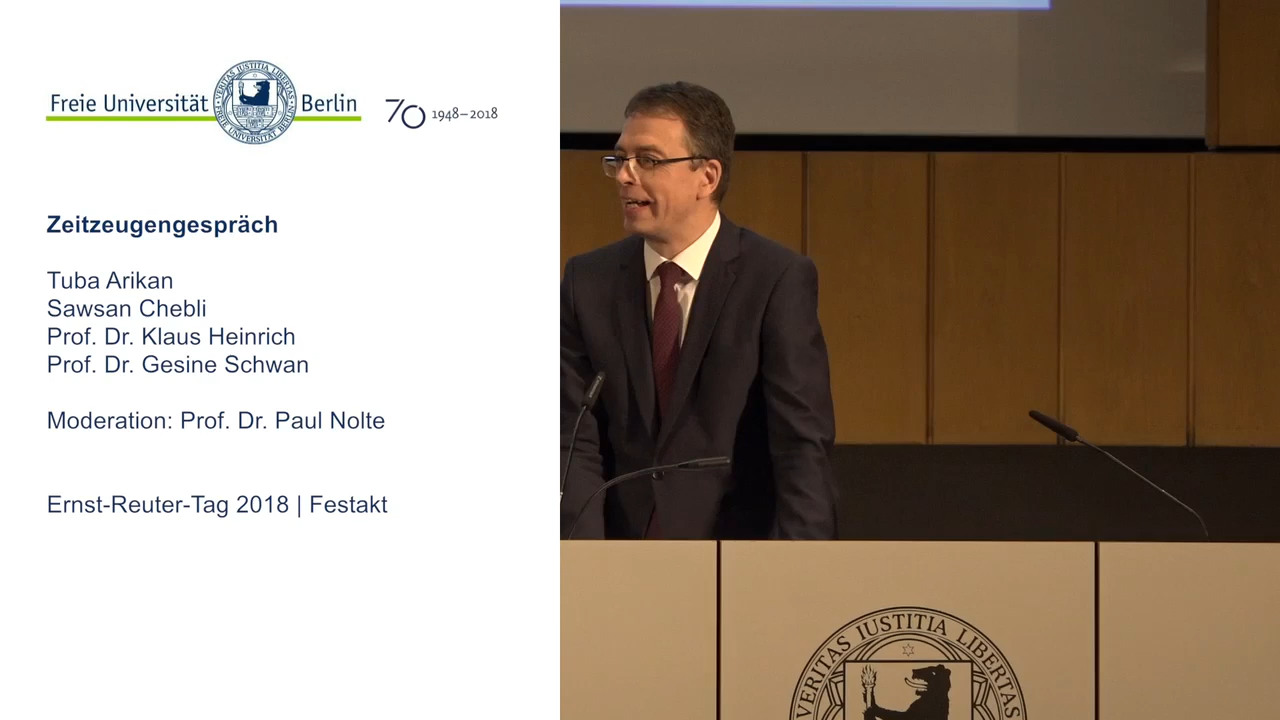 Freie Universität Berlin
VERITAS IUSTITIA LIBERTAS
FREIE UNIVERSITÄT BERLIN
70 1948–2018
Zeitzeugengespräch
Tuba Arikan
Sawsan Chebli
Prof. Dr. Klaus Heinrich
Prof. Dr. Gesine Schwan
Moderation: Prof. Dr. Paul Nolte
Ernst-Reuter-Tag 2018 | Festakt
VERITAS IUSTITIA LIBERTAS